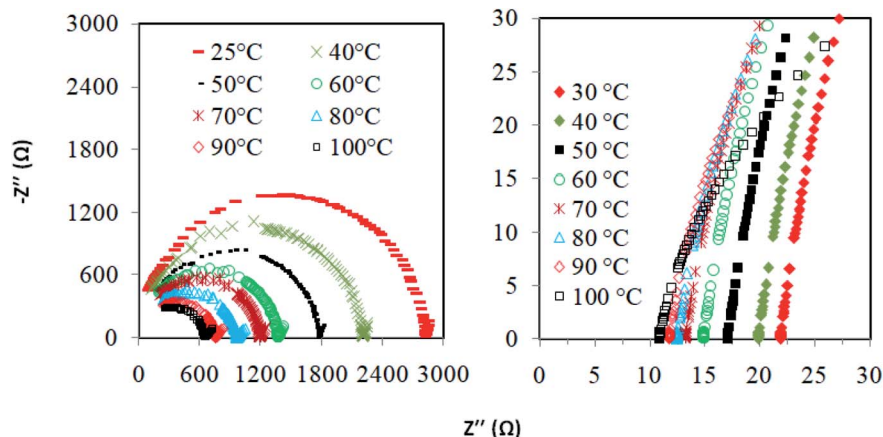 3000
2400
1800
1200
600
0
-Z'' (Ω)
25°C 40°C
50°C 60°C
70°C 80°C
90°C 100°C
0 600 1200 1800 2400 3000
30
25
20
15
10
5
0
30 °C
40 °C
50 °C
60 °C
70 °C
80 °C
90 °C
100 °C
0 5 10 15 20 25 30
Z'' (Ω)